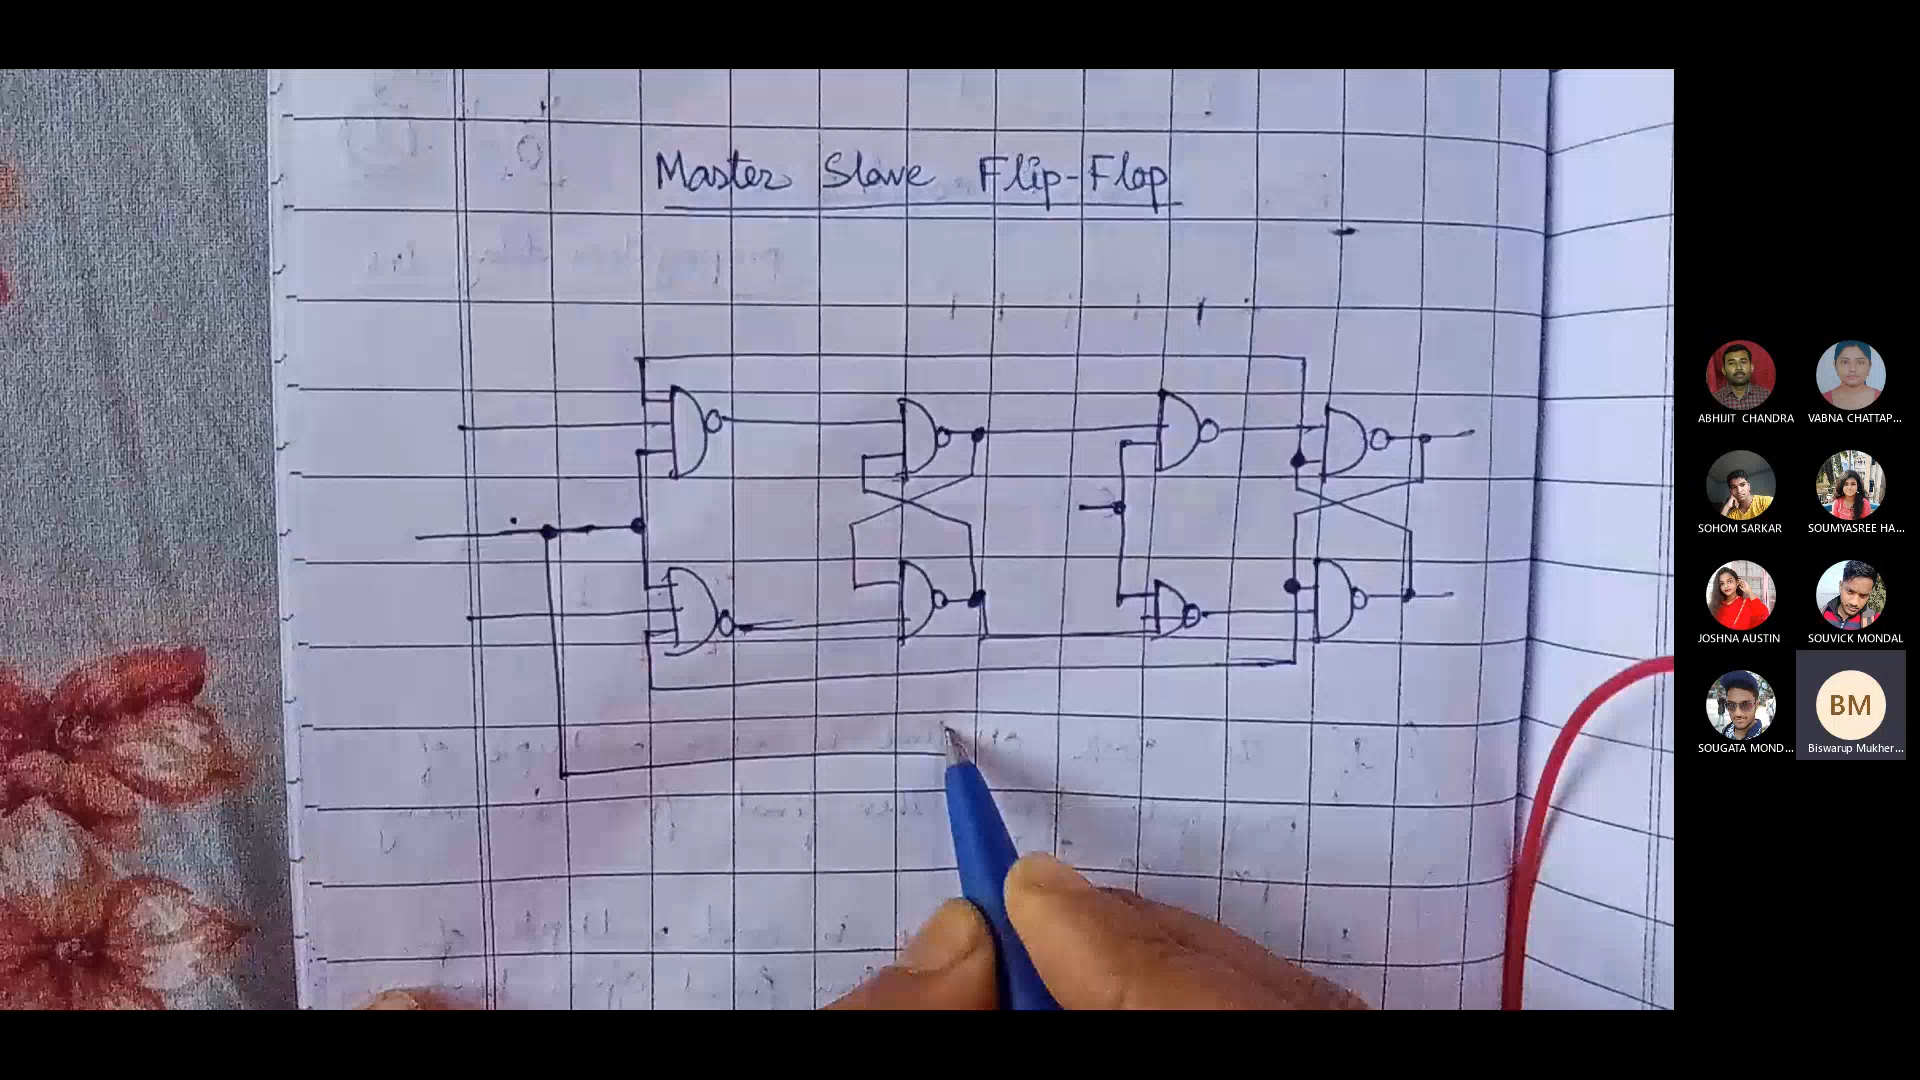 Master Slave Flip-Flop
ABHIJIT CHANDRA
VABNA CHATTAP...
SOHOM SARKAR
SOUMYASREE HA...
JOSHNA AUSTIN
SOUVICK MONDAL
SOUGATA MOND...
BM
Biswarup Mukher...